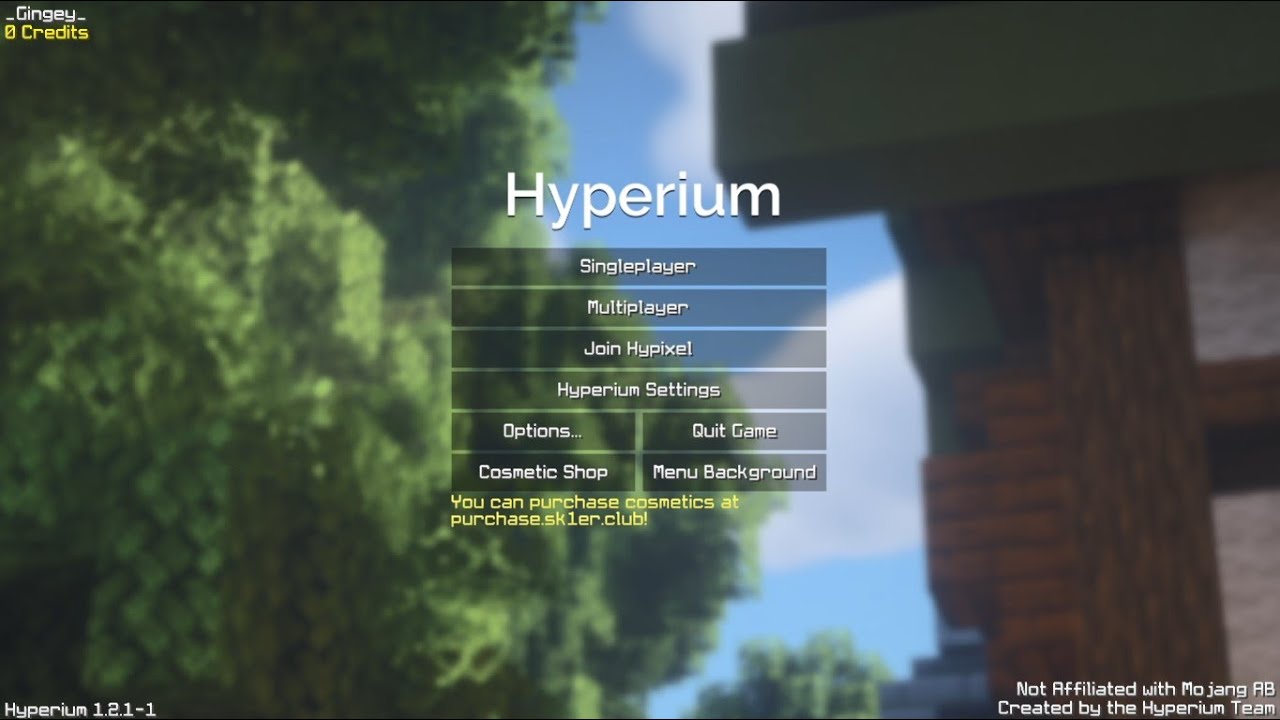 _Gingey_
0 Credits
Hyperium
Singleplayer
Multiplayer
Join Hypixel
Hyperium Settings
Options...
Quit Game
Cosmetic Shop
Menu Background
You can purchase cosmetics at
purchase.sk1er.club!
Hyperium 1.2.1-1
Not Affiliated with Mojang AB
Created by the Hyperium Team